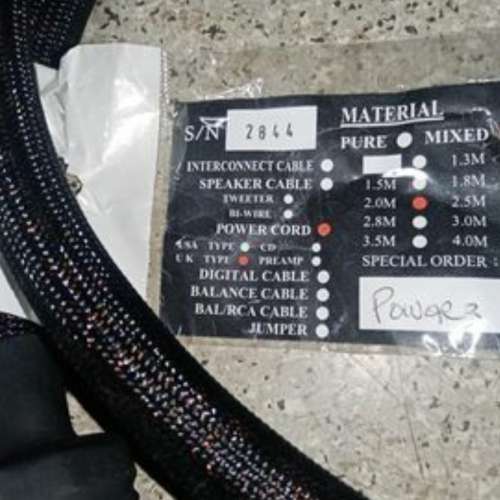 S/N 2844
MATERIAL
PURE MIXED
INTERCONNECT CABLE
SPEAKER CABLE
TWEETER
BI-WIRE
POWER CORD
USA TYPE CD
UK TYPE PREAMP
DIGITAL CABLE
BALANCE CABLE
BAL/RCA CABLE
JUMPER
1.3M
1.5M 1.8M
2.0M 2.5M
2.8M 3.0M
3.5M 4.0M
SPECIAL ORDER :